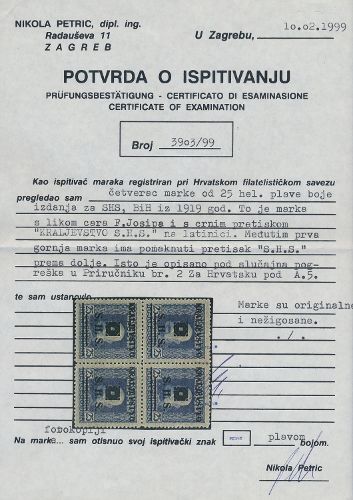 NIKOLA PETRIC, dipl. ing.
Radauševa 11
ZAGREB
U Zagrebu, 10.02.1999
POTVRDA O ISPITIVANJU
PRÜFUNGSBESTÄTIGUNG - CERTIFICATO DI ESAMINASIONE
CERTIFICATE OF EXAMINATION
Broj 3903/99
Kao ispitivač maraka registriran pri Hrvatskom filatelističkom savezu
pregledao sam četverac marke od 25 hel. plave boje
izdanja za SHS, BiH iz 1919 god. To je marka
s likom cara F.Josipa i s crnim pretiskom
"KRALJEVSTVO S.H.S." na latinici. Međutim prva
gornja marka ima pomaknuti pretisak "S.H.S."
prema dolje. Isto je opisano pod slučajna pog-
reška u Priručniku br. 2 Za Hrvatsku pod A.5.
te sam ustanovio
Marke su originalne
i nežigosane.
./.
fotokopiji
Na marke... sam otisnuo svoj ispitivački znak plavom bojom.
Nikola Petric